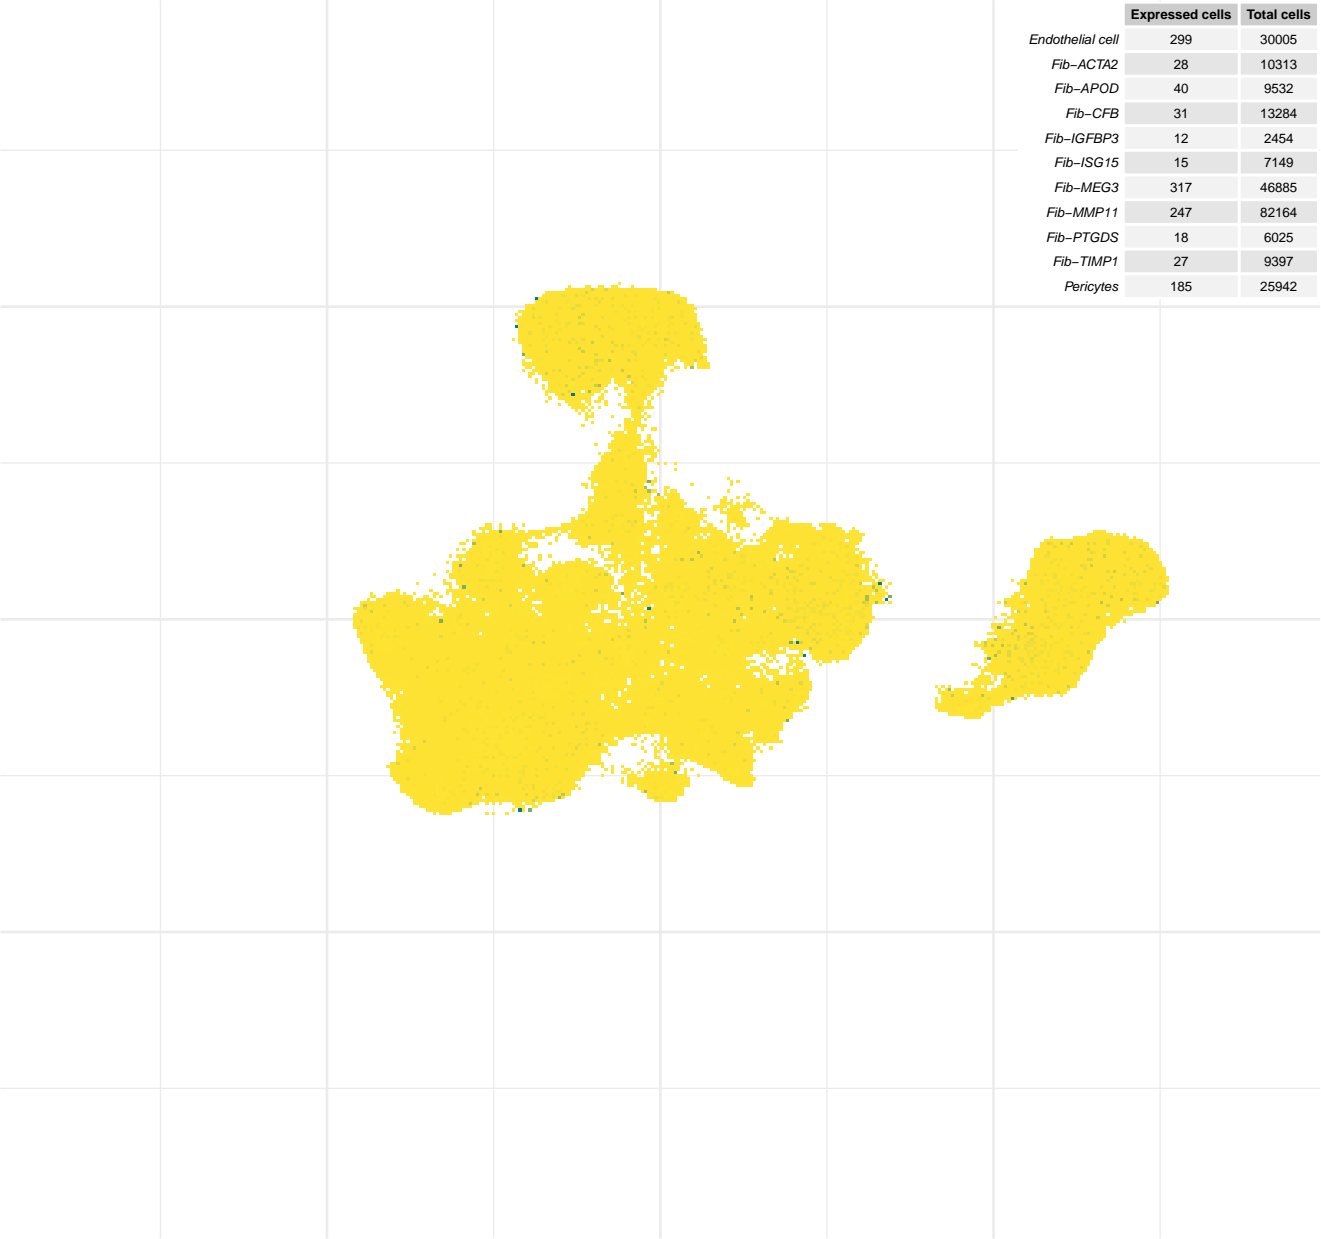 Expressed cells Total cells
Endothelial cell 299 30005
Fib−ACTA2 28 10313
Fib−APOD 40 9532
Fib−CFB 31 13284
Fib−IGFBP3 12 2454
Fib−ISG15 15 7149
Fib−MEG3 317 46885
Fib−MMP11 247 82164
Fib−PTGDS 18 6025
Fib−TIMP1 27 9397
Pericytes 185 25942